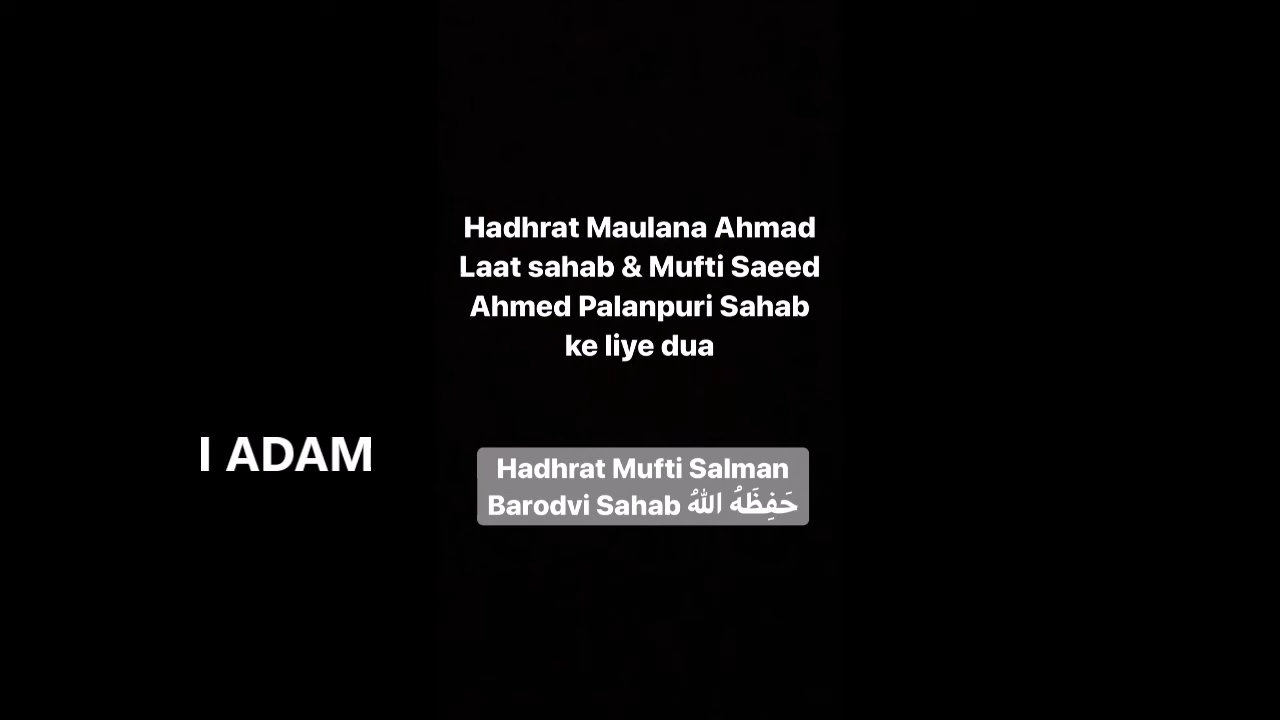 Hadhrat Maulana Ahmad
Laat sahab & Mufti Saeed
Ahmed Palanpuri Sahab
ke liye dua
I ADAM
Hadhrat Mufti Salman
Barodvi Sahab حَفِظَهُ اللهُ